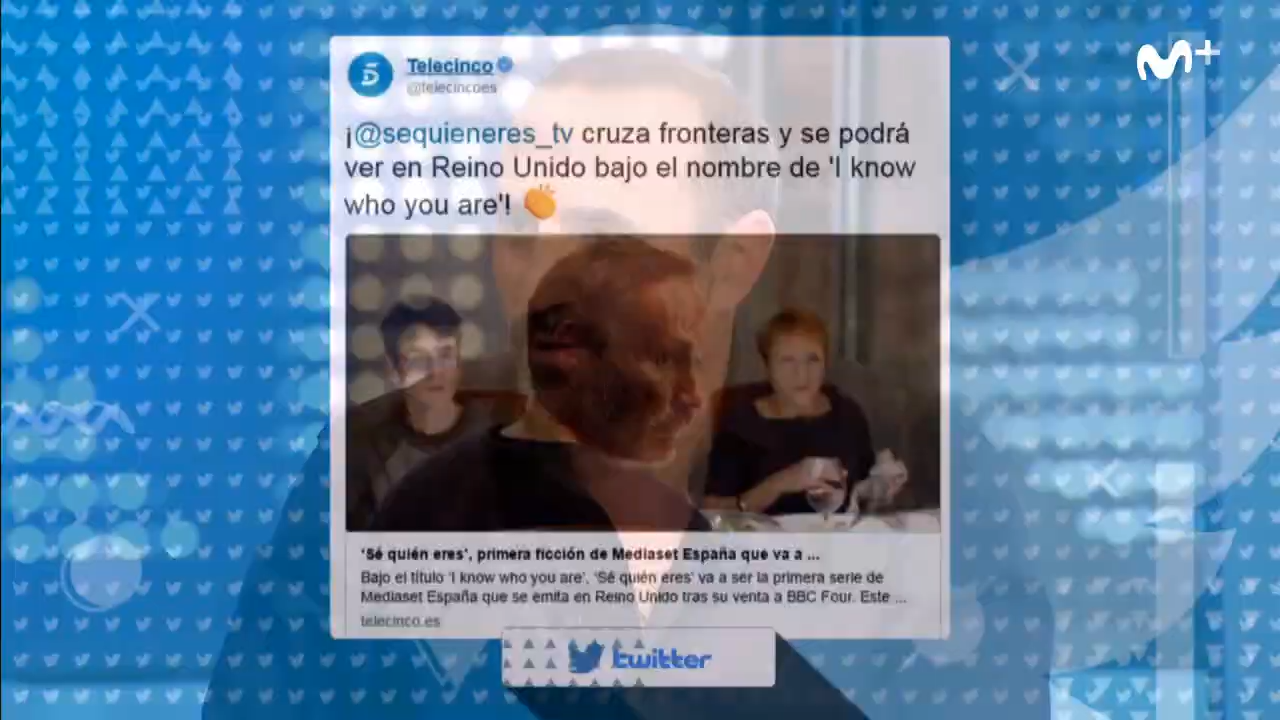 M+
Telecinco
@telecincoes
¡@sequieneres_tv cruza fronteras y se podrá
ver en Reino Unido bajo el nombre de 'I know
who you are'! 👏
'Sé quién eres', primera ficción de Mediaset España que va a ...
Bajo el título 'I know who you are', 'Sé quién eres' va a ser la primera serie de
Mediaset España que se emita en Reino Unido tras su venta a BBC Four. Este ...
telecinco.es
twitter